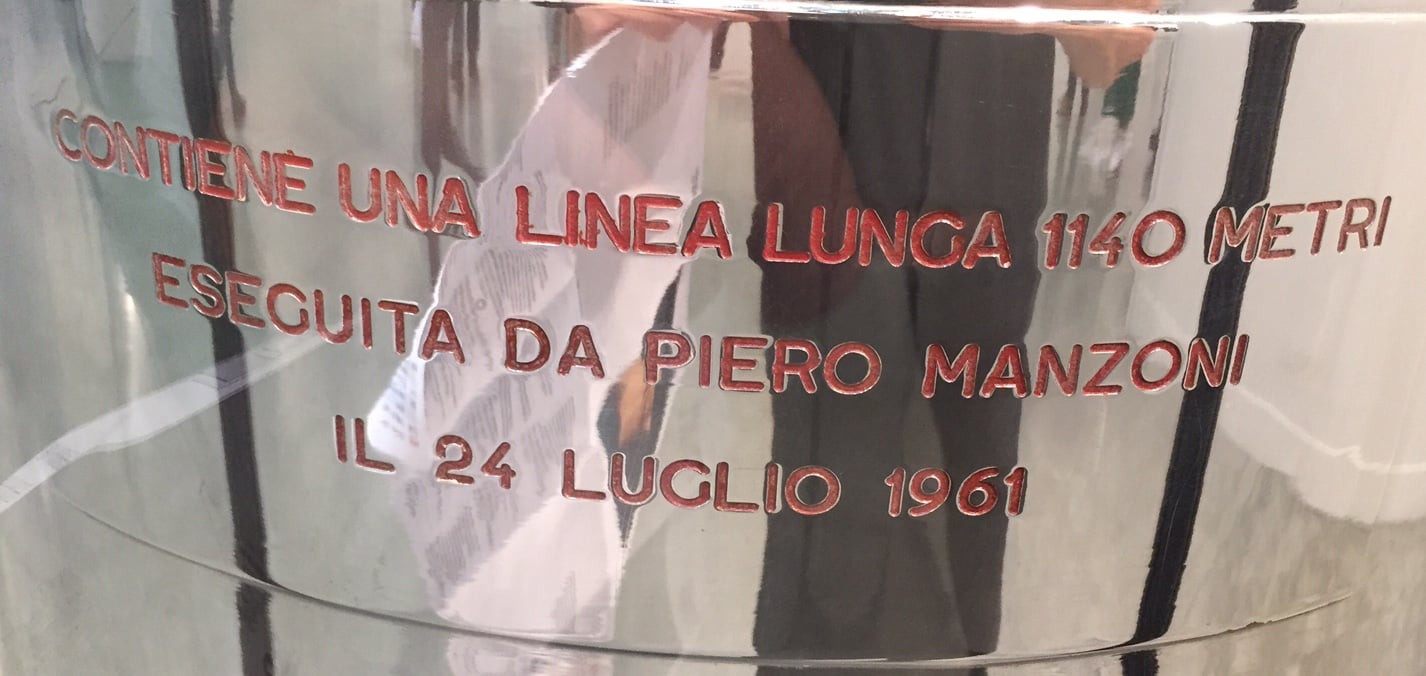 CONTIENE UNA LINEA LUNGA 1140 METRI
ESEGUITA DA PIERO MANZONI
IL 24 LUGLIO 1961